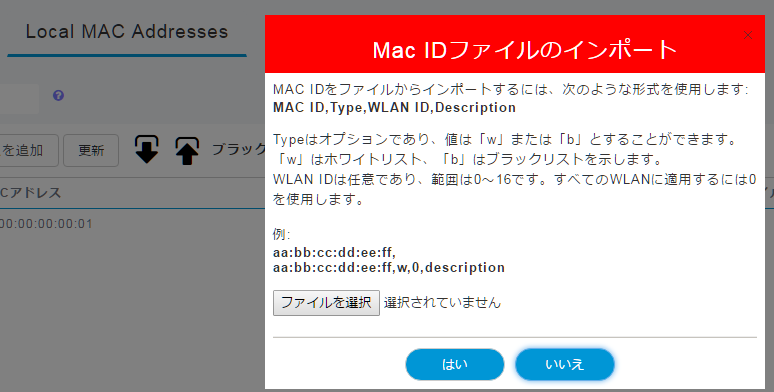 Local MAC Addresses
Mac IDファイルのインポート
MAC IDをファイルからインポートするには、次のような形式を使用します:
MAC ID,Type,WLAN ID,Description
Typeはオプションであり、値は「w」または「b」とすることができます。
「w」はホワイトリスト、「b」はブラックリストを示します。
WLAN IDは任意であり、範囲は0～16です。すべてのWLANに適用するには0
を使用します。
を追加
更新
ブラック
Cアドレス
00:00:00:00:01
例:
aa:bb:cc:dd:ee:ff,
aa:bb:cc:dd:ee:ff,w,0,description
ファイルを選択 選択されていません
はい
いいえ